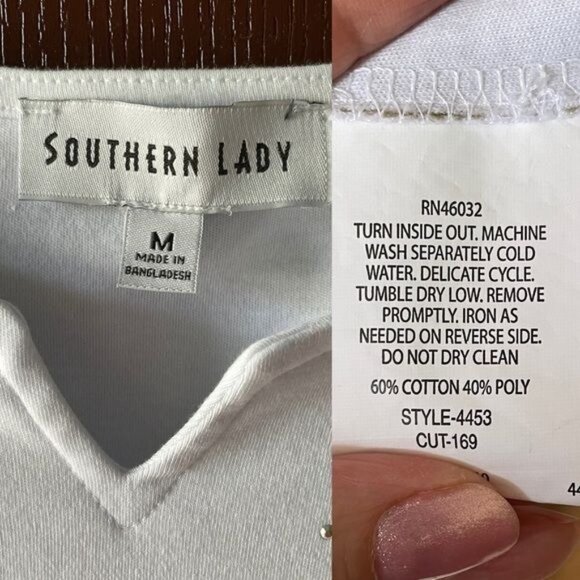 SOUTHERN LADY
M
MADE IN
BANGLADESH
RN46032
TURN INSIDE OUT. MACHINE
WASH SEPARATELY COLD
WATER. DELICATE CYCLE.
TUMBLE DRY LOW. REMOVE
PROMPTLY. IRON AS
NEEDED ON REVERSE SIDE.
DO NOT DRY CLEAN
60% COTTON 40% POLY
STYLE-4453
CUT-169
44